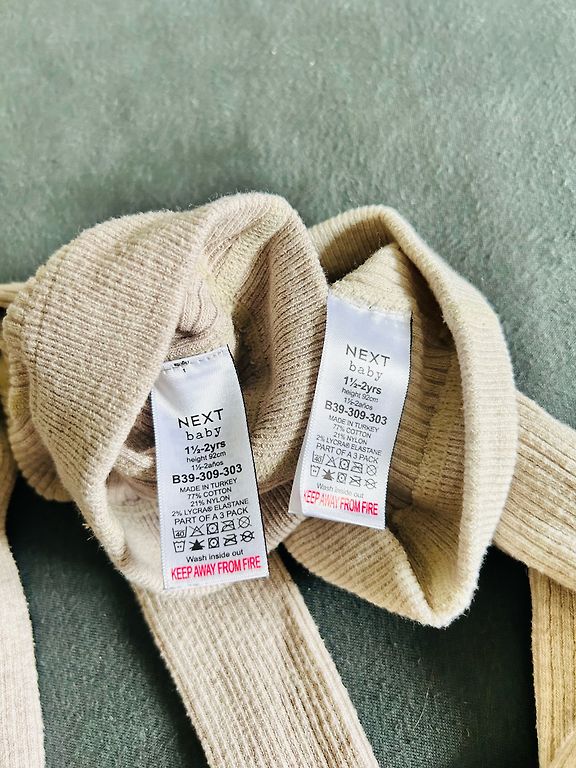 NEXT
baby
1½-2yrs
height 92cm
1½-2años
B39-309-303
MADE IN TURKEY
77% COTTON
21% NYLON
2% LYCRA® ELASTANE
PART OF A 3 PACK
40
Wash inside out
KEEP AWAY FROM FIRE
NEXT
baby
1½-2yrs
height 92cm
1½-2años
B39-309-303
MADE IN TURKEY
77% COTTON
21% NYLON
2% LYCRA® ELASTANE
PART OF A 3 PACK
40
Wash inside out
KEEP AWAY FROM FIRE